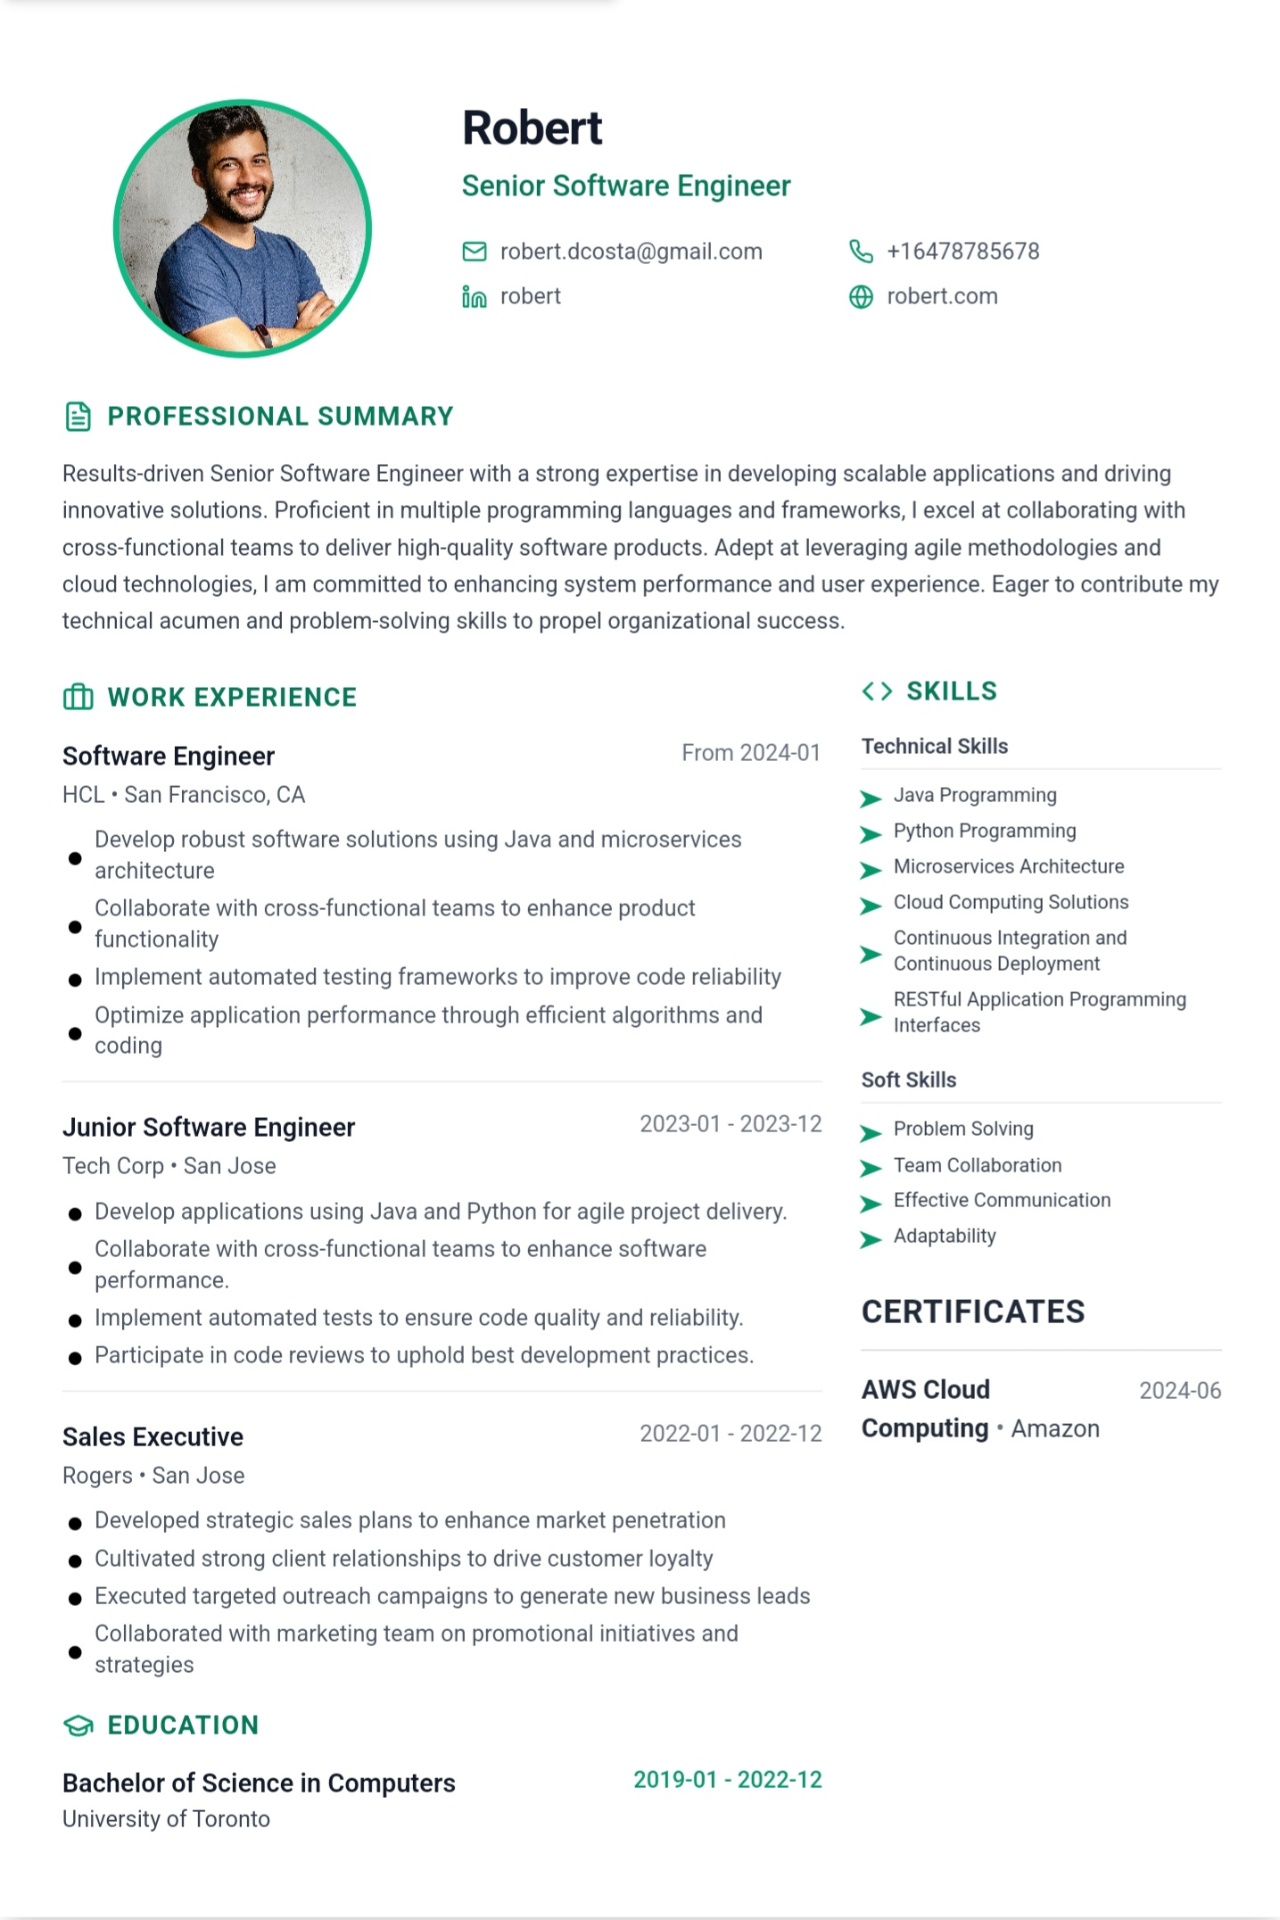 Robert
Senior Software Engineer
robert.dcosta@gmail.com
+16478785678
robert
robert.com
PROFESSIONAL SUMMARY
Results-driven Senior Software Engineer with a strong expertise in developing scalable applications and driving
innovative solutions. Proficient in multiple programming languages and frameworks, I excel at collaborating with
cross-functional teams to deliver high-quality software products. Adept at leveraging agile methodologies and
cloud technologies, I am committed to enhancing system performance and user experience. Eager to contribute my
technical acumen and problem-solving skills to propel organizational success.
WORK EXPERIENCE
Software Engineer
From 2024-01
HCL • San Francisco, CA
Develop robust software solutions using Java and microservices
architecture
Collaborate with cross-functional teams to enhance product
functionality
Implement automated testing frameworks to improve code reliability
Optimize application performance through efficient algorithms and
coding
Junior Software Engineer
2023-01 - 2023-12
Tech Corp • San Jose
Develop applications using Java and Python for agile project delivery.
Collaborate with cross-functional teams to enhance software
performance.
Implement automated tests to ensure code quality and reliability.
Participate in code reviews to uphold best development practices.
Sales Executive
2022-01 - 2022-12
Rogers • San Jose
Developed strategic sales plans to enhance market penetration
Cultivated strong client relationships to drive customer loyalty
Executed targeted outreach campaigns to generate new business leads
Collaborated with marketing team on promotional initiatives and
strategies
EDUCATION
Bachelor of Science in Computers
2019-01 - 2022-12
University of Toronto
SKILLS
Technical Skills
Java Programming
Python Programming
Microservices Architecture
Cloud Computing Solutions
Continuous Integration and
Continuous Deployment
RESTful Application Programming
Interfaces
Soft Skills
Problem Solving
Team Collaboration
Effective Communication
Adaptability
CERTIFICATES
AWS Cloud
2024-06
Computing • Amazon